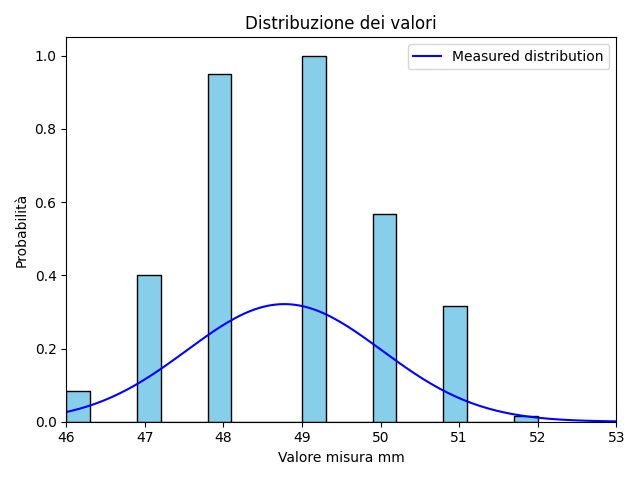 Distribuzione dei valori
Measured distribution
Probabilità
1.0
0.8
0.6
0.4
0.2
0.0
46 47 48 49 50 51 52 53
Valore misura mm